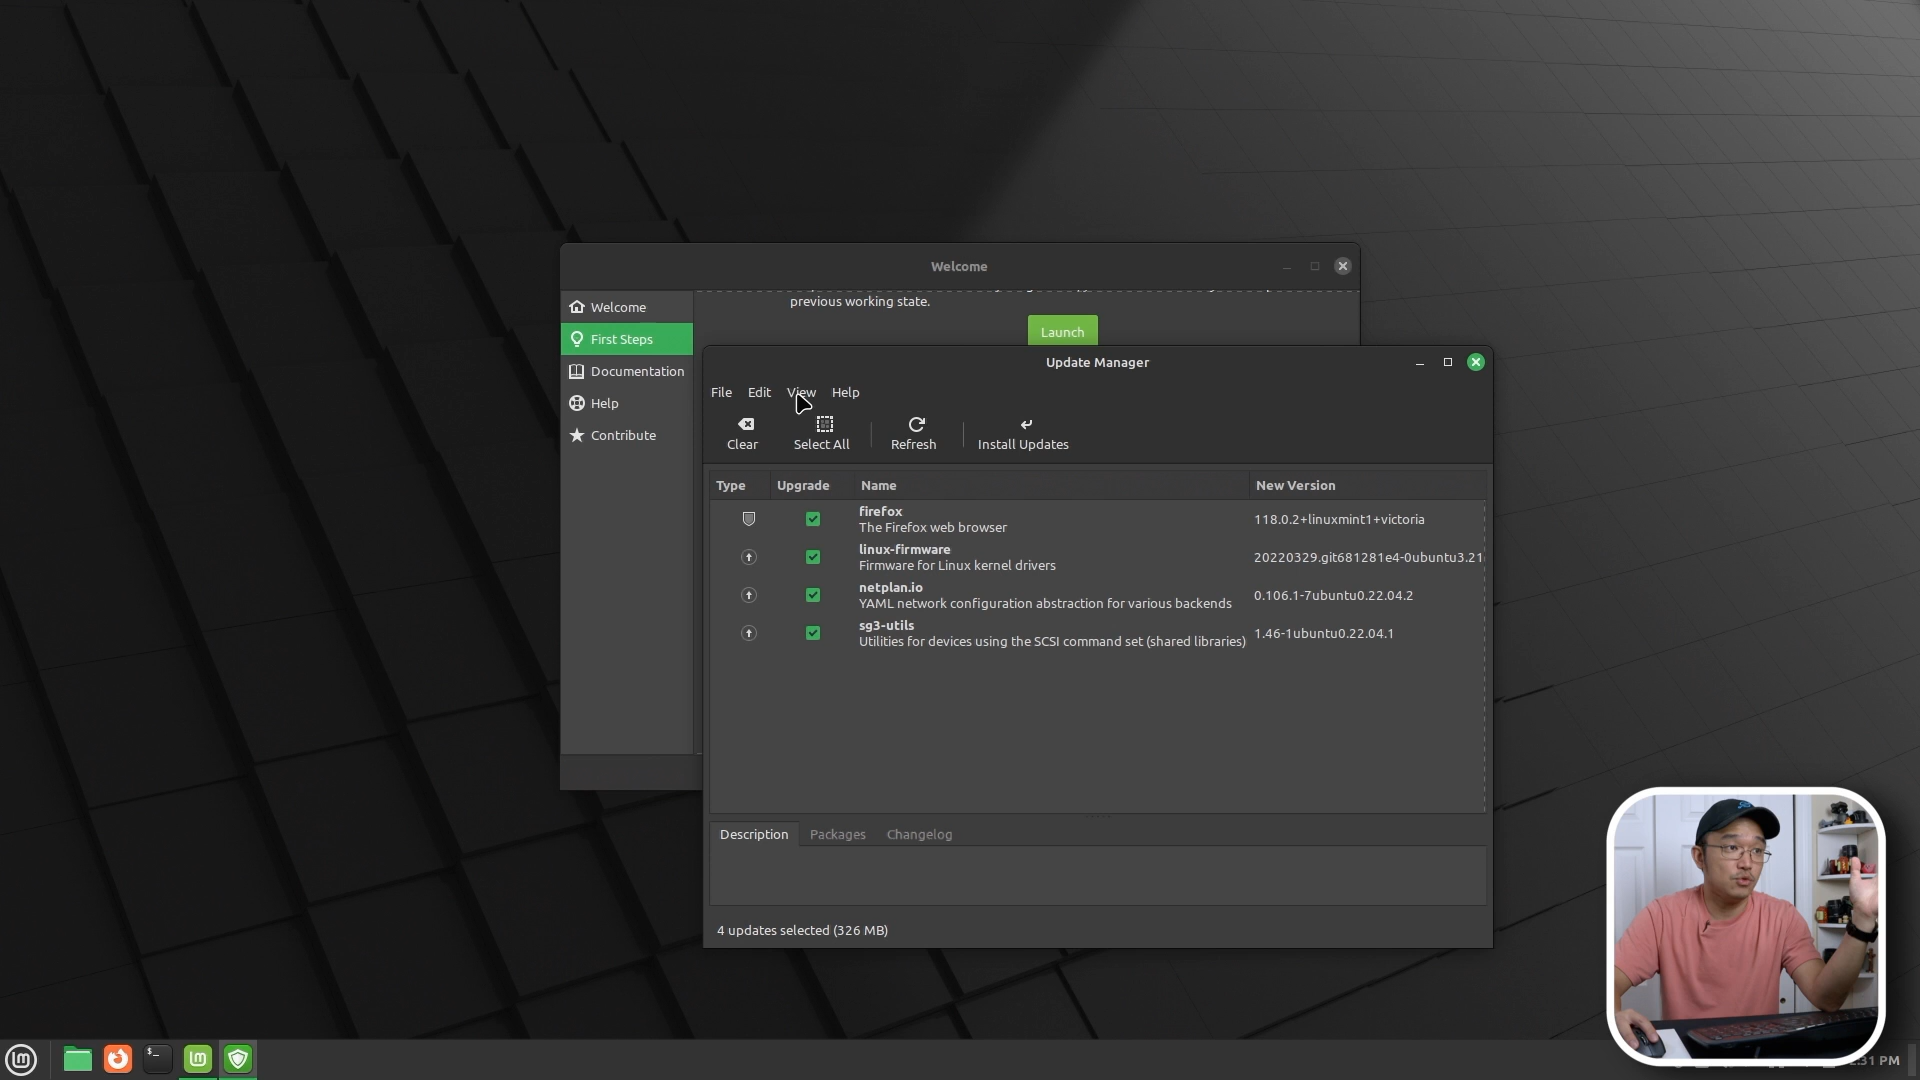 Welcome
Welcome
First Steps
Documentation
Help
Contribute
previous working state.
Launch
Update Manager
File Edit View Help
Clear Select All Refresh Install Updates
Type Upgrade Name New Version
firefox
The Firefox web browser
118.0.2+linuxmint1+victoria
linux-firmware
Firmware for Linux kernel drivers
20220329.git681281e4-0ubuntu3.21
netplan.io
YAML network configuration abstraction for various backends
0.106.1-7ubuntu0.22.04.2
sg3-utils
Utilities for devices using the SCSI command set (shared libraries)
1.46-1ubuntu0.22.04.1
Description Packages Changelog
4 updates selected (326 MB)
:31 PM